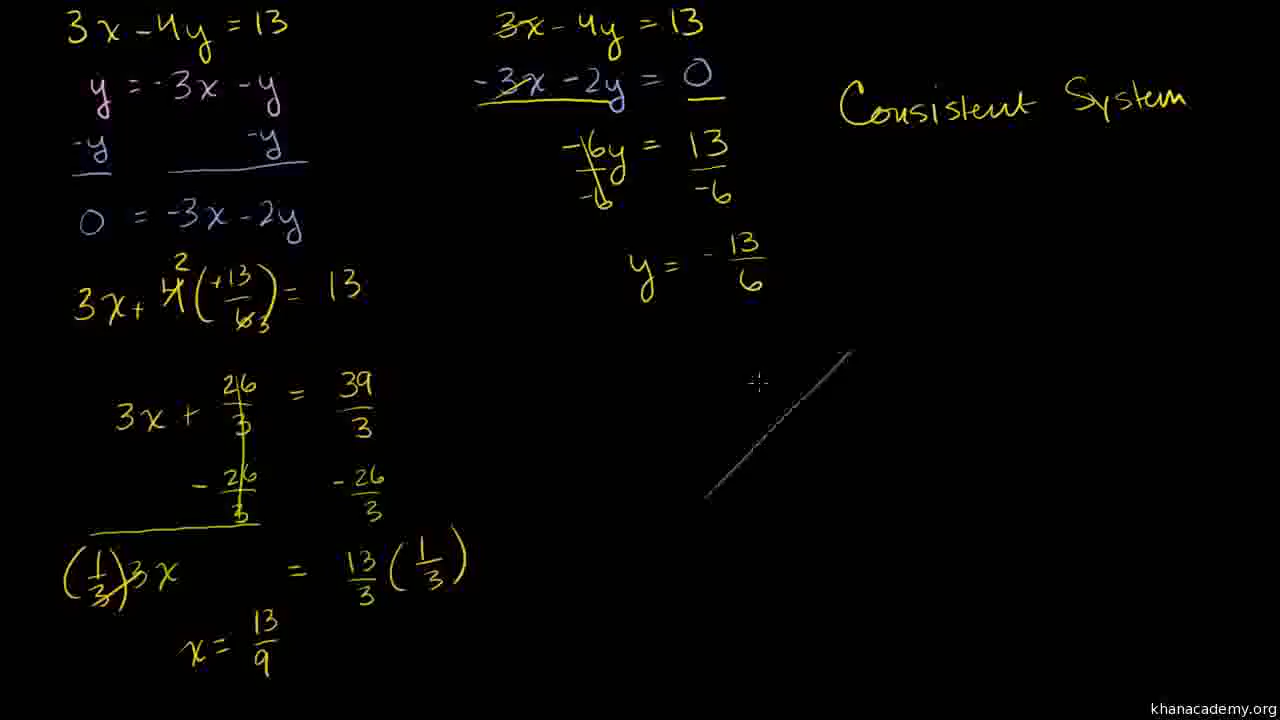 3x - 4y = 13
y = -3x - y
-y -y
0 = -3x - 2y
3x + 4 2 (+13/6 3) = 13
3x + 26/3 = 39/3
- 26/3 - 26/3
(1/3) 3x = 13/3 (1/3)
x = 13/9
3x - 4y = 13
-3x - 2y = 0
-6y/-6 = 13/-6
y = -13/6
Consistent System
khanacademy.org